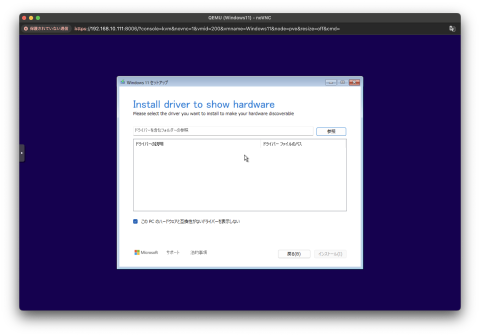 QEMU (Windows11) - noVNC
保護されていない通信
https://192.168.10.111:8006/?console=kvm&novnc=1&vmid=200&vmname=Windows11&node=pve&resize=off&cmd=
Windows 11 セットアップ
Install driver to show hardware
Please select the driver you want to install to make your hardware discoverable
ドライバーを含むフォルダーの参照
参照
ドライバーの説明
ドライバー ファイルのパス
この PC のハードウェアと互換性がないドライバーを表示しない
Microsoft
サポート
法的事項
戻る(B)
インストール(I)